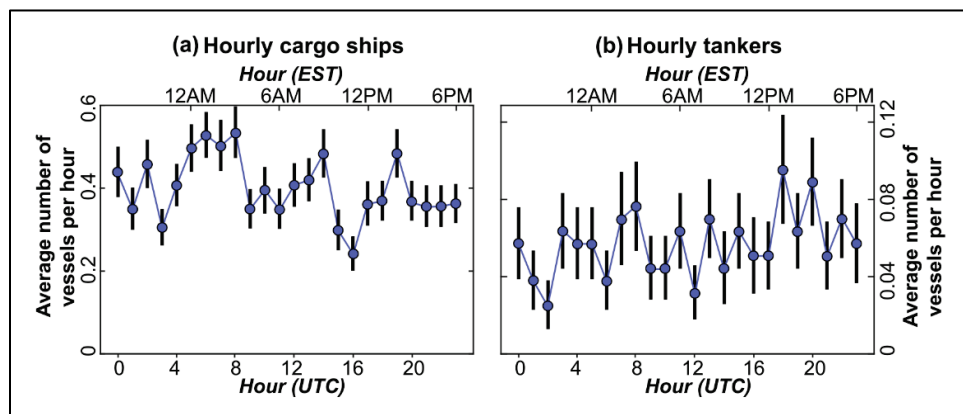 (a) Hourly cargo ships
Hour (EST)
12AM 6AM 12PM 6PM
0.6
0.4
0.2
0
Average number of
vessels per hour
0 4 8 12 16 20
Hour (UTC)
(b) Hourly tankers
Hour (EST)
12AM 6AM 12PM 6PM
0.12
0.08
0.04
0
Average number of
vessels per hour
0 4 8 12 16 20
Hour (UTC)